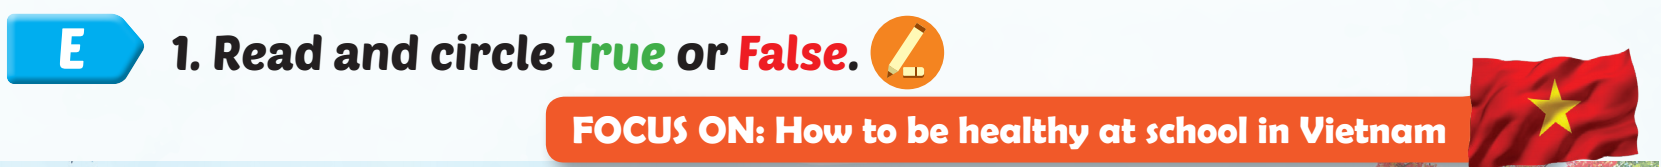 E
1. Read and circle True or False.
FOCUS ON: How to be healthy at school in Vietnam